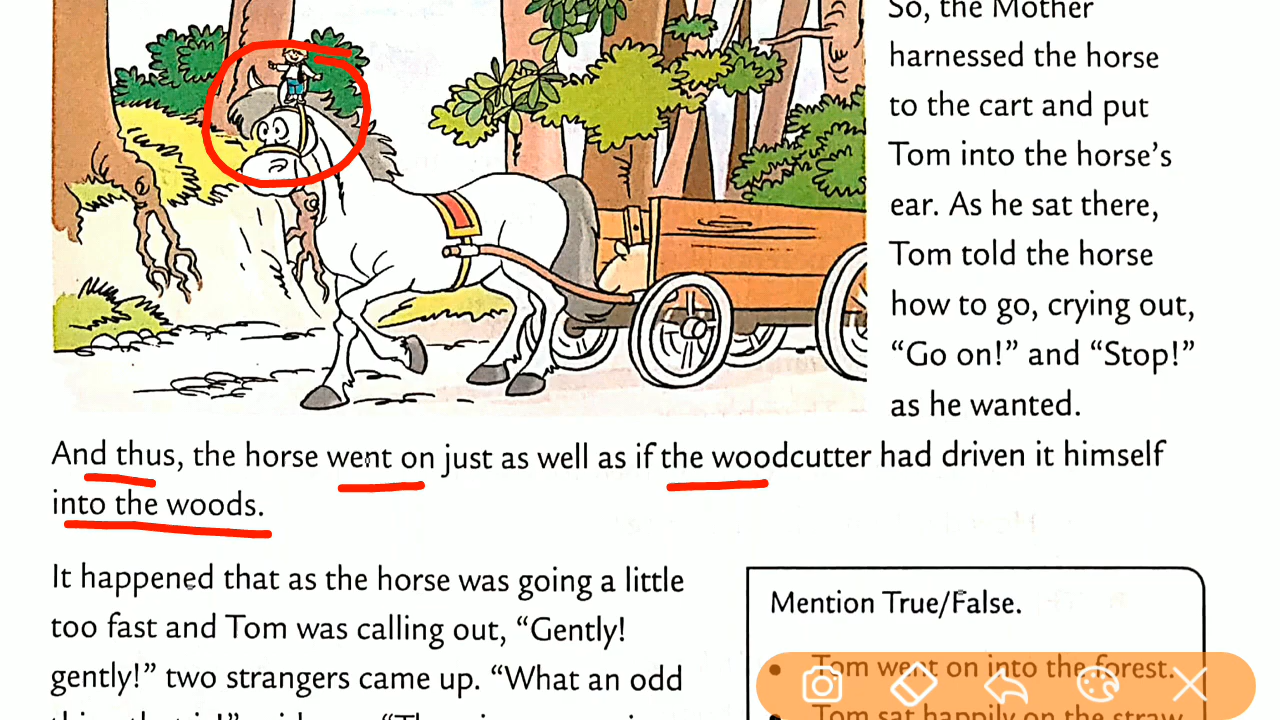 So, the Mother
harnessed the horse
to the cart and put
Tom into the horse's
ear. As he sat there,
Tom told the horse
how to go, crying out,
“Go on!” and “Stop!”
as he wanted.
And thus, the horse went on just as well as if the woodcutter had driven it himself
into the woods.
It happened that as the horse was going a little
too fast and Tom was calling out, “Gently!
gently!” two strangers came up. “What an odd
Mention True/False.
• Tom went on into the forest.
• Tom sat happily on the straw